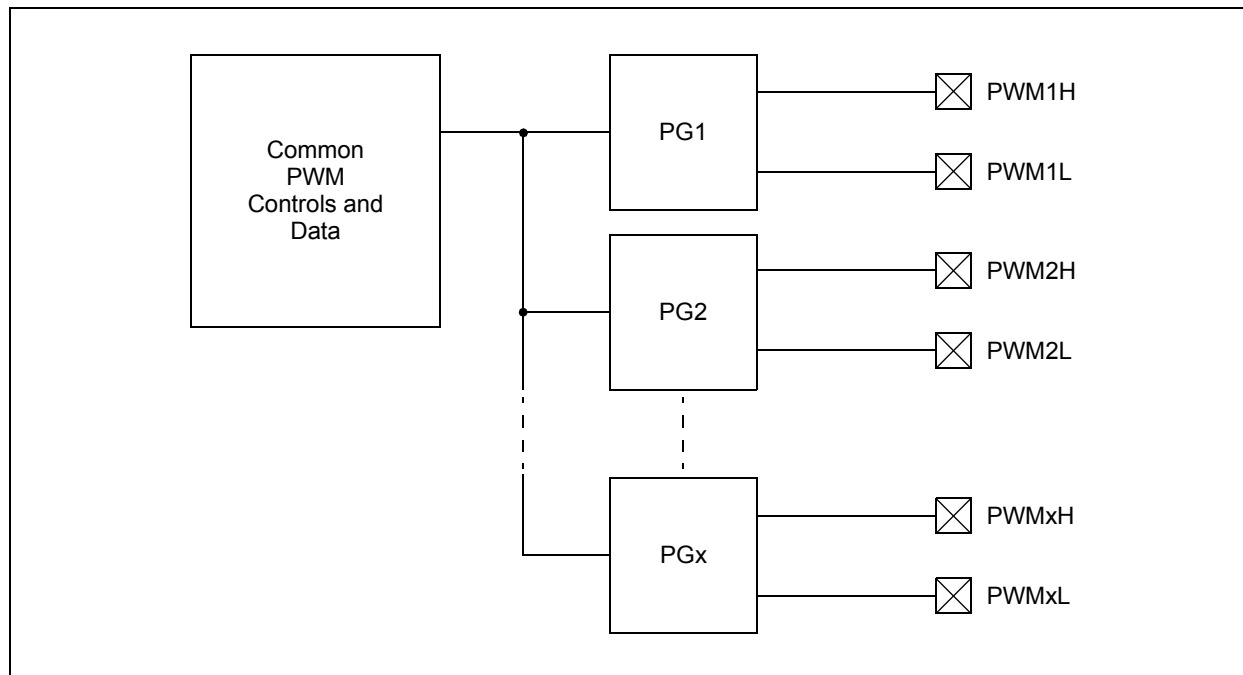 Common
PWM
Controls and
Data
PG1
PWM1H
PWM1L
PG2
PWM2H
PWM2L
PGx
PWMxH
PWMxL